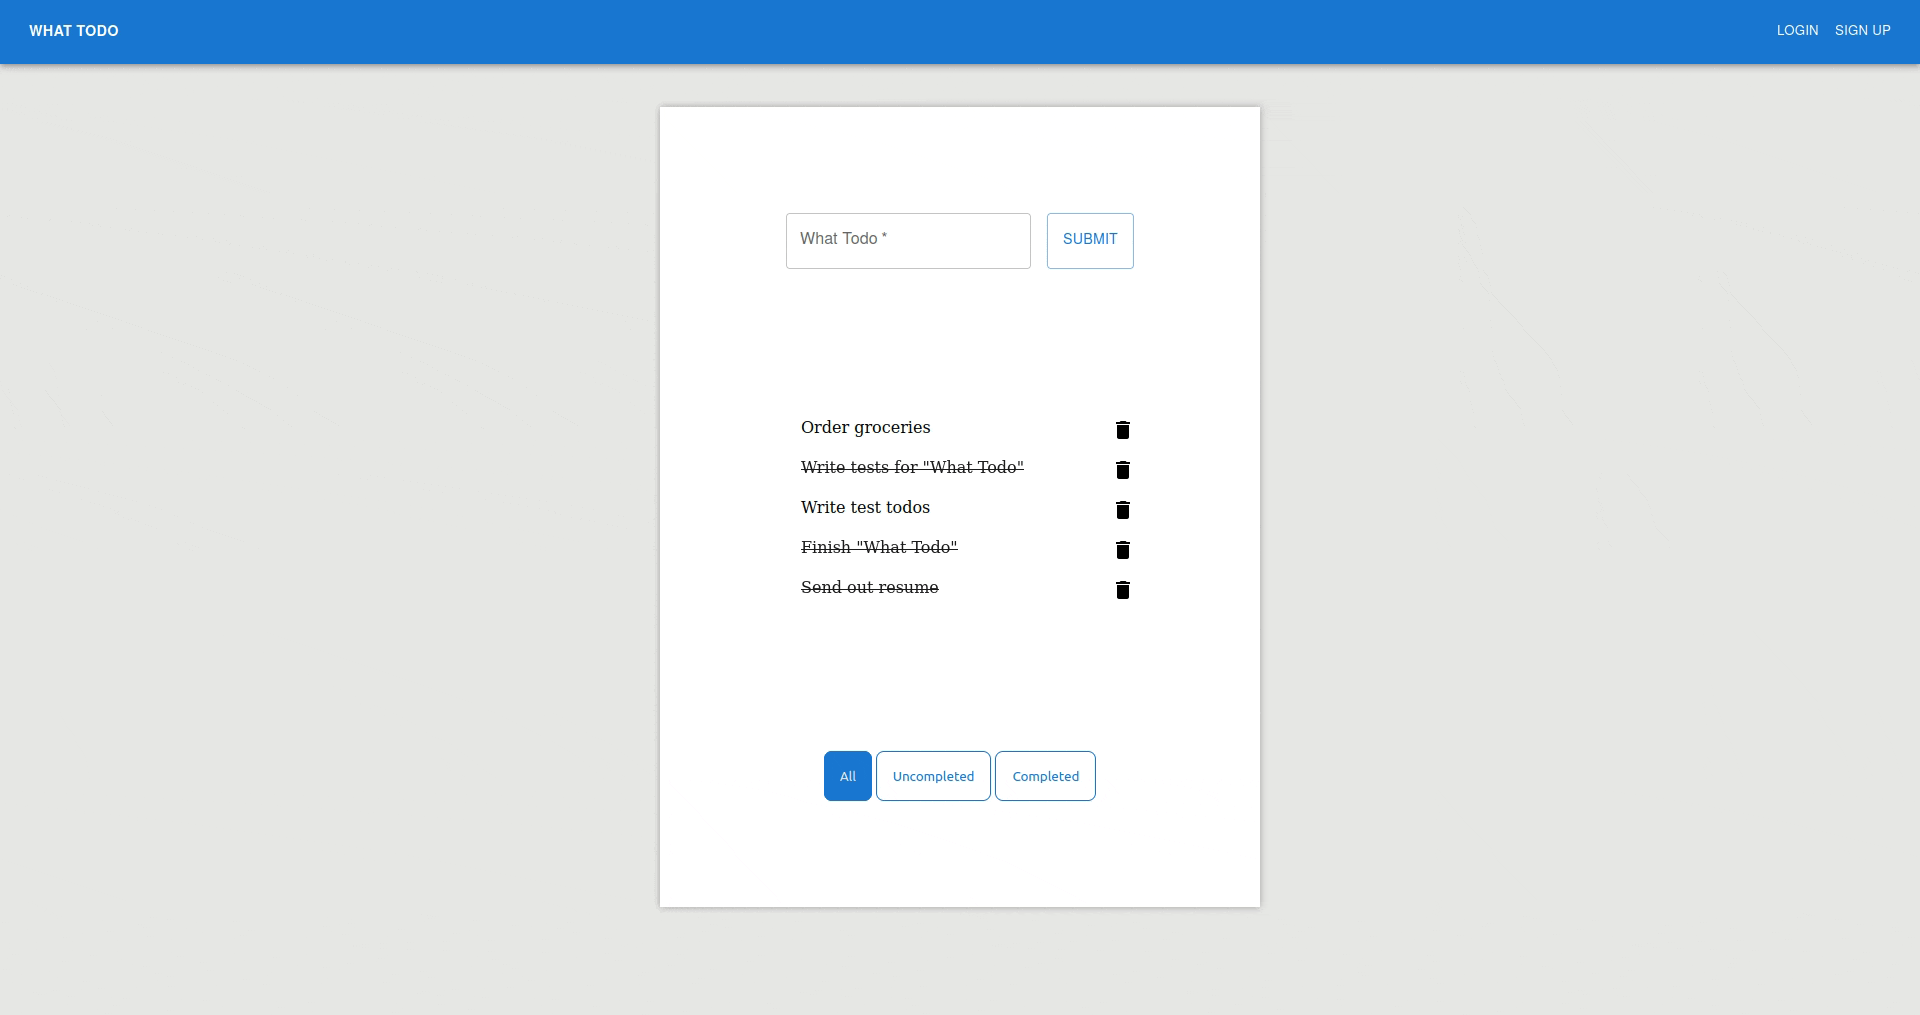 WHAT TODO
LOGIN SIGN UP
What Todo *
SUBMIT
Order groceries
Write tests for "What Todo"
Write test todos
Finish "What Todo"
Send out resume
All Uncompleted Completed